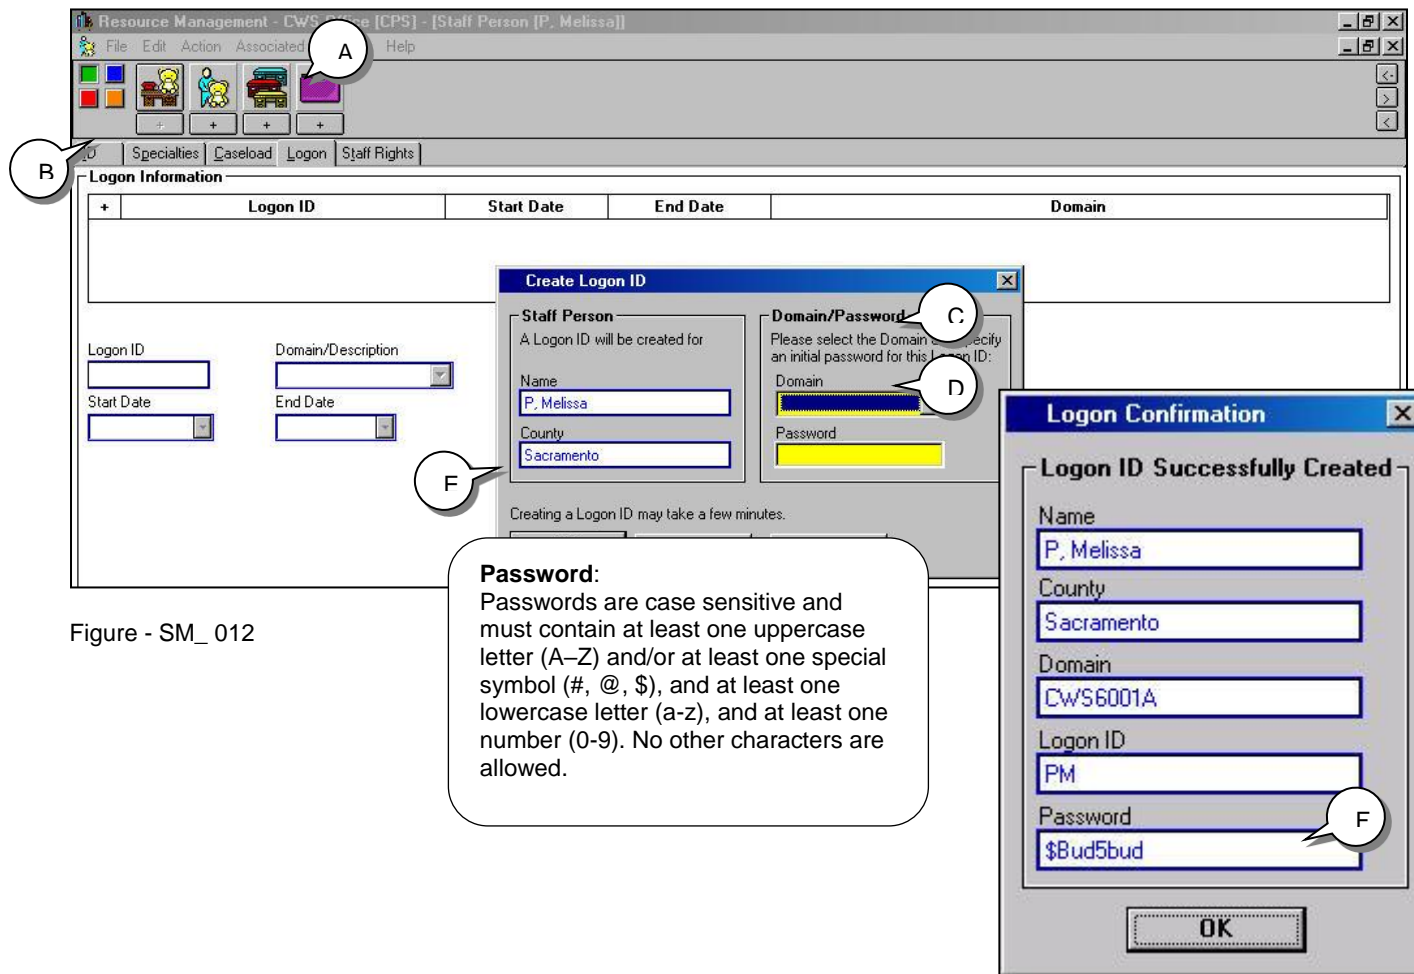 Resource Management - CWS Office [CPS] - [Staff Person [P, Melissa]]
File Edit Action Associated Help
A
+ + + +
B
Specialties Caseload Logon Staff Rights
Logon Information
+ Logon ID Start Date End Date Domain
Logon ID Domain/Description
Start Date End Date
Create Logon ID
Staff Person
A Logon ID will be created for
Name
P, Melissa
County
Sacramento
Domain/Password
C
Please select the Domain specify
an initial password for this Logon ID:
Domain
D
Password
Creating a Logon ID may take a few minutes.
Password:
Passwords are case sensitive and
must contain at least one uppercase
letter (A–Z) and/or at least one special
symbol (#, @, $), and at least one
lowercase letter (a-z), and at least one
number (0-9). No other characters are
allowed.
Logon Confirmation
Logon ID Successfully Created
Name
P, Melissa
County
Sacramento
Domain
CWS6001A
Logon ID
PM
Password
$Bud5bud
OK
Figure - SM_ 012